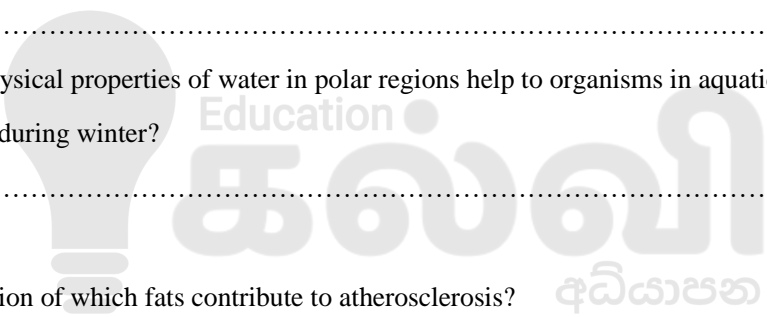 ……………………………………………………………………………………
ysical properties of water in polar regions help to organisms in aquati
Education
during winter?
கல்வி
……………………………………………………………………………………
ion of which fats contribute to atherosclerosis?
අධ්‍යාපන